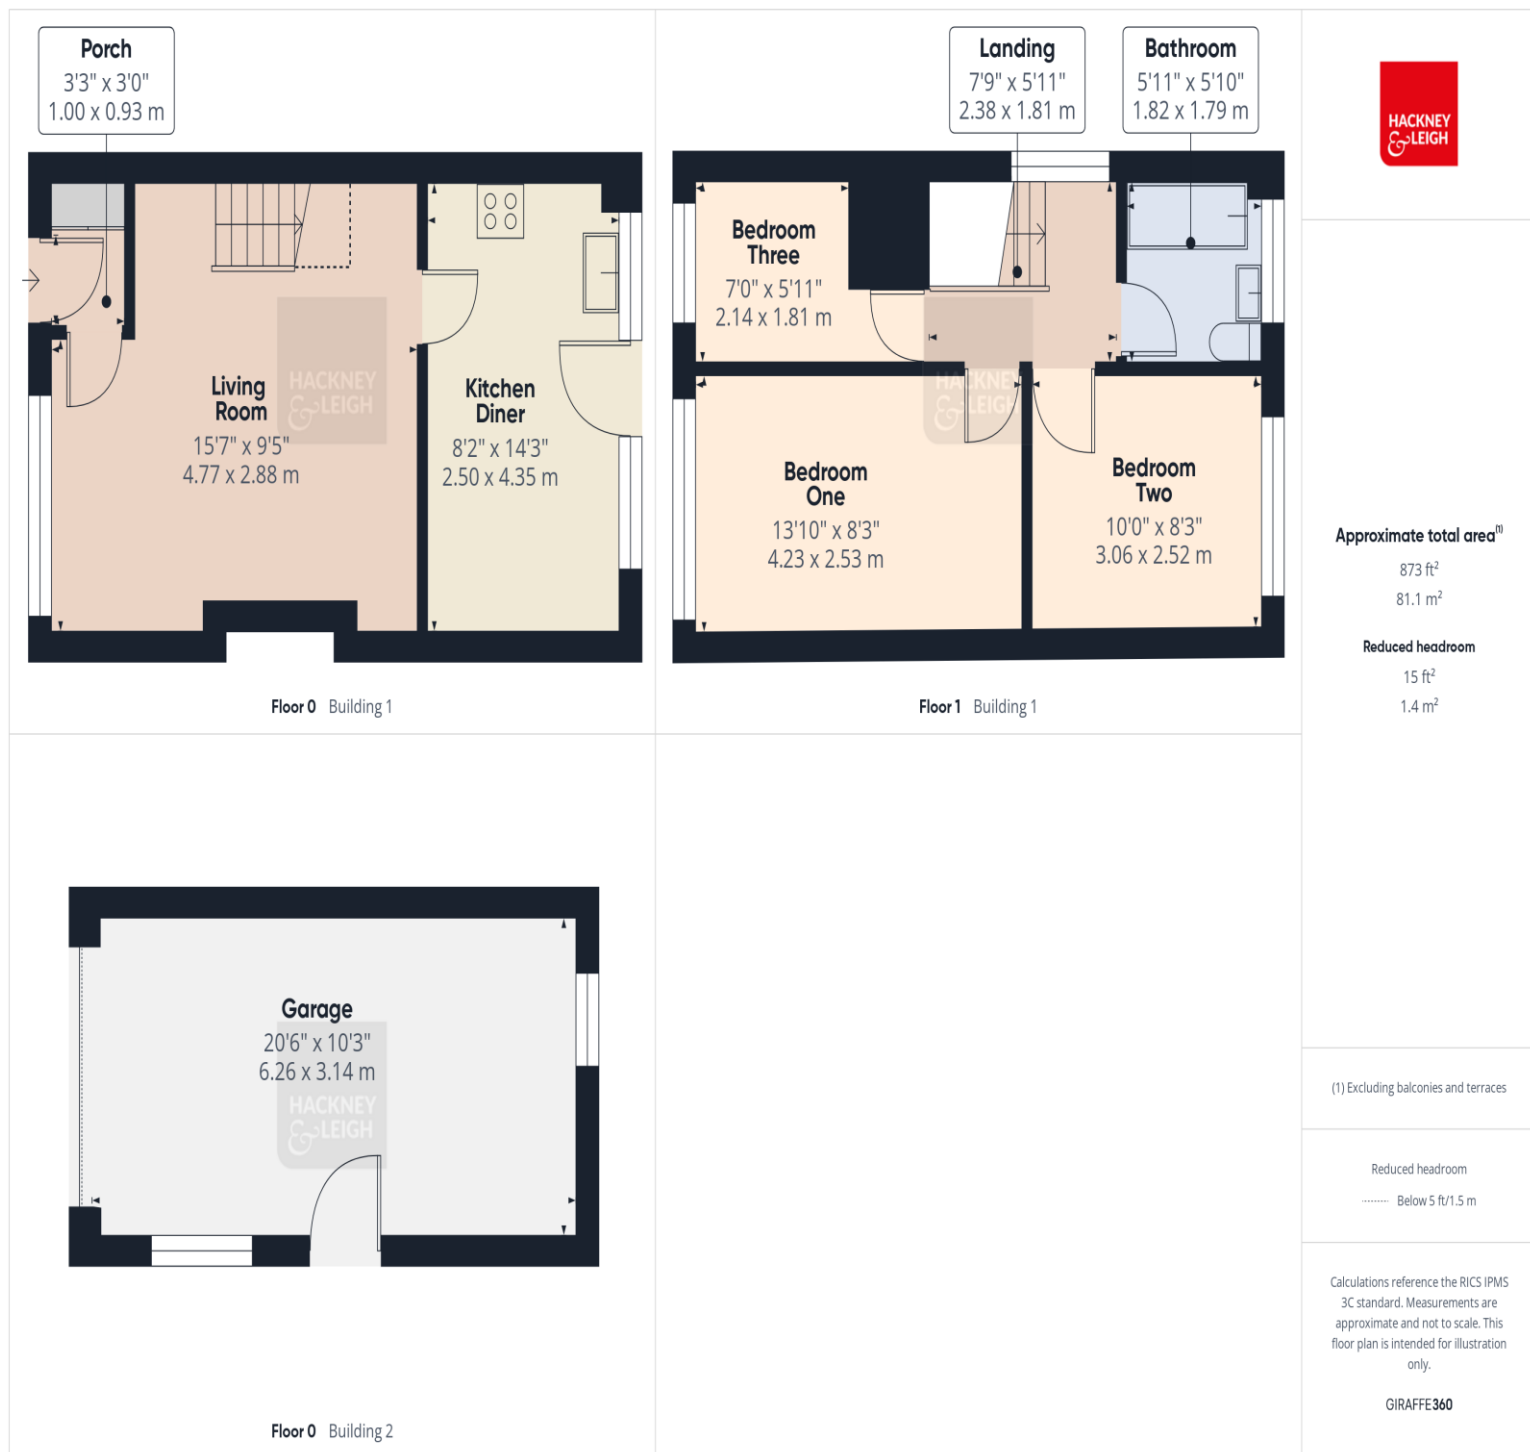 Porch
3'3" x 3'0"
1.00 x 0.93 m
Living
Room
15'7" x 9'5"
4.77 x 2.88 m
Kitchen
Diner
8'2" x 14'3"
2.50 x 4.35 m
HACKNEY
& LEIGH
Floor 0 Building 1
Landing
7'9" x 5'11"
2.38 x 1.81 m
Bathroom
5'11" x 5'10"
1.82 x 1.79 m
Bedroom
Three
7'0" x 5'11"
2.14 x 1.81 m
HACKNEY
& LEIGH
Bedroom
One
13'10" x 8'3"
4.23 x 2.53 m
Bedroom
Two
10'0" x 8'3"
3.06 x 2.52 m
Floor 1 Building 1
Garage
20'6" x 10'3"
6.26 x 3.14 m
HACKNEY
& LEIGH
Floor 0 Building 2
HACKNEY
& LEIGH
Approximate total area(1)
873 ft²
81.1 m²
Reduced headroom
15 ft²
1.4 m²
(1) Excluding balconies and terraces
Reduced headroom
Below 5 ft/1.5 m
Calculations reference the RICS IPMS
3C standard. Measurements are
approximate and not to scale. This
floor plan is intended for illustration
only.
GIRAFFE360